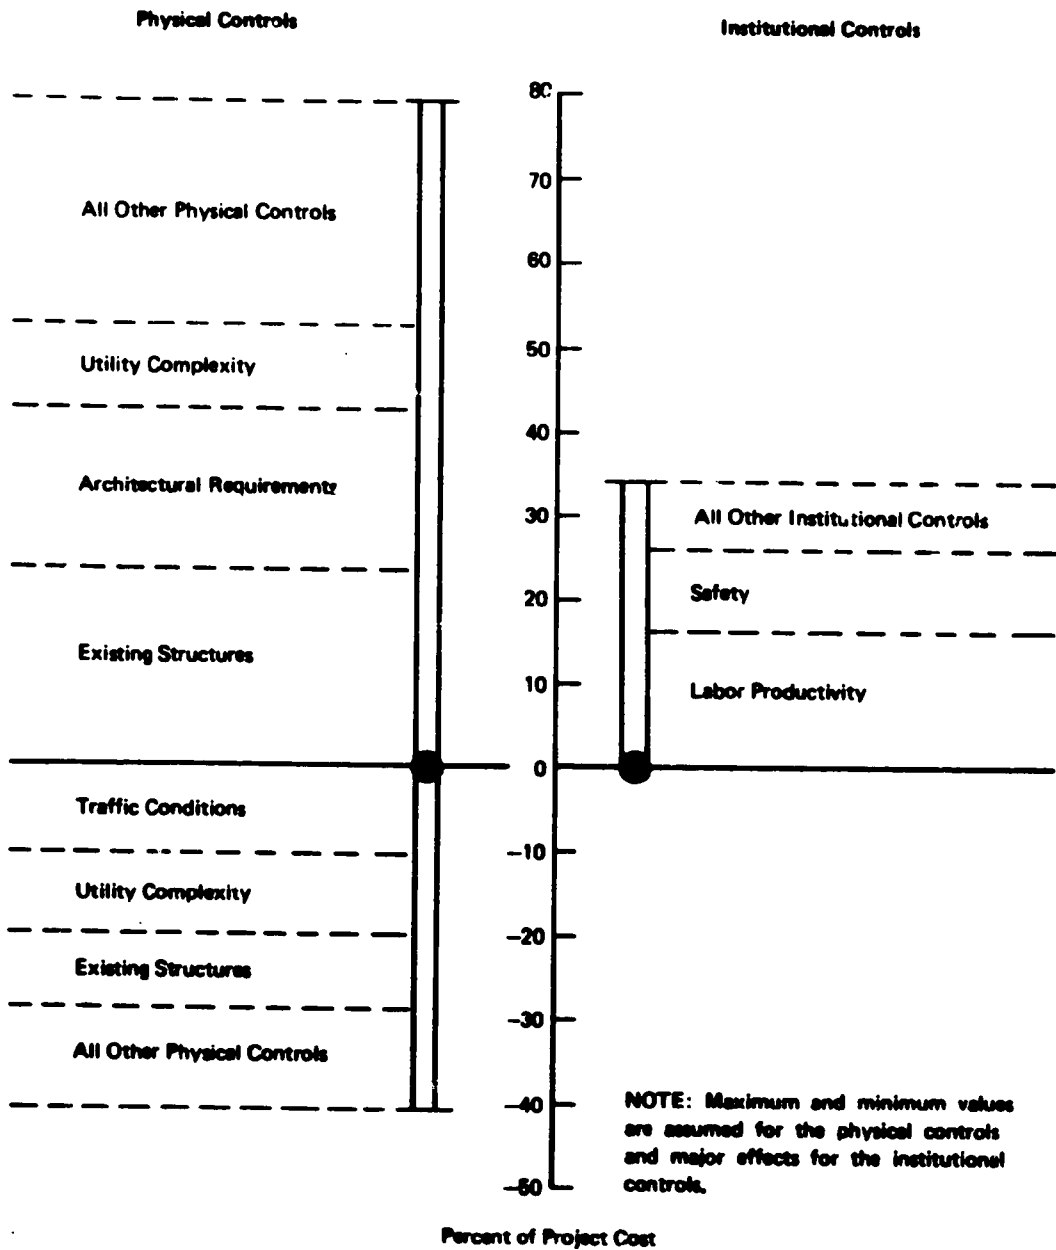 Physical Controls
Institutional Controls
80
70
60
50
40
30
20
10
0
–10
–20
–30
–40
–50
All Other Physical Controls
Utility Complexity
Architectural Requirements
Existing Structures
Traffic Conditions
Utility Complexity
Existing Structures
All Other Physical Controls
All Other Institutional Controls
Safety
Labor Productivity
NOTE: Maximum and minimum values
are assumed for the physical controls
and major effects for the institutional
controls.
Percent of Project Cost